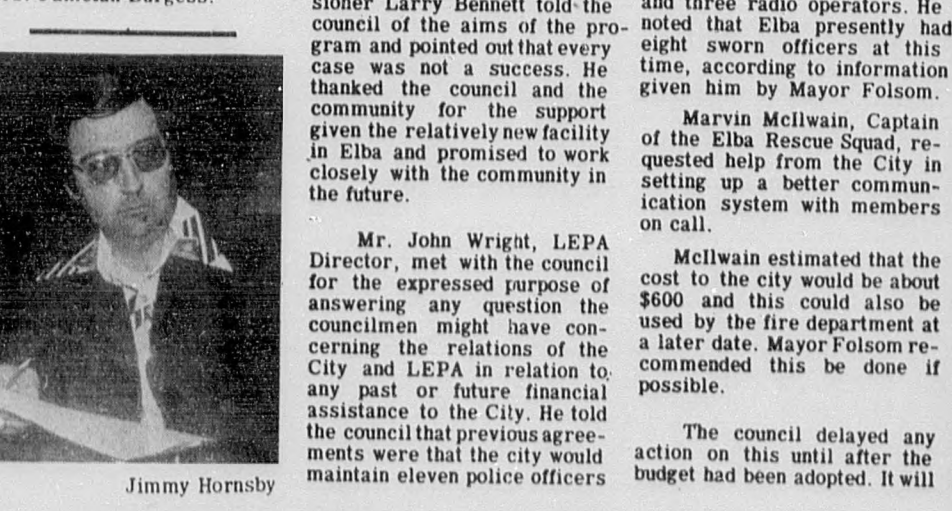 Jimmy Hornsby
sioner Larry Bennett told the
council of the aims of the pro-
gram and pointed out that every
case was not a success. He
thanked the council and the
community for the support
given the relatively new facility
in Elba and promised to work
closely with the community in
the future.
Mr. John Wright, LEPA
Director, met with the council
for the expressed purpose of
answering any question the
councilmen might have con-
cerning the relations of the
City and LEPA in relation to
any past or future financial
assistance to the City. He told
the council that previous agree-
ments were that the city would
maintain eleven police officers
and three radio operators. He
noted that Elba presently had
eight sworn officers at this
time, according to information
given him by Mayor Folsom.
Marvin McIlwain, Captain
of the Elba Rescue Squad, re-
quested help from the City in
setting up a better commun-
ication system with members
on call.
McIlwain estimated that the
cost to the city would be about
$600 and this could also be
used by the fire department at
a later date. Mayor Folsom re-
commended this be done if
possible.
The council delayed any
action on this until after the
budget had been adopted. It will